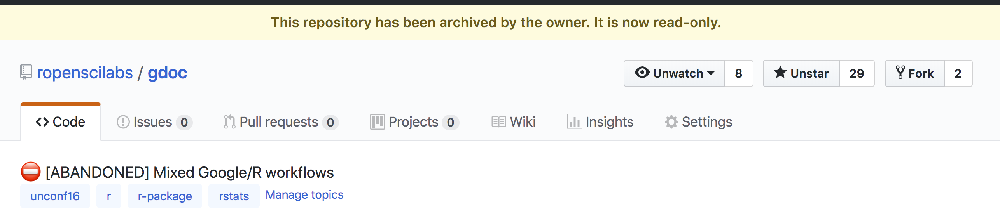 This repository has been archived by the owner. It is now read-only.
ropenscilabs / gdoc
Unwatch 8 Unstar 29 Fork 2
Code Issues 0 Pull requests 0 Projects 0 Wiki Insights Settings
[ABANDONED] Mixed Google/R workflows
unconf16 r r-package rstats Manage topics